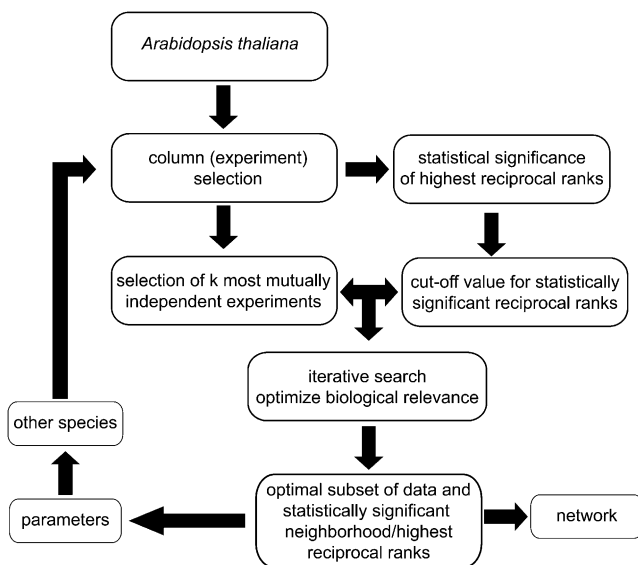 Arabidopsis thaliana
column (experiment)
selection
statistical significance
of highest reciprocal ranks
selection of k most mutually
independent experiments
cut-off value for statistically
significant reciprocal ranks
iterative search
optimize biological relevance
other species
parameters
optimal subset of data and
statistically significant
neighborhood/highest
reciprocal ranks
network